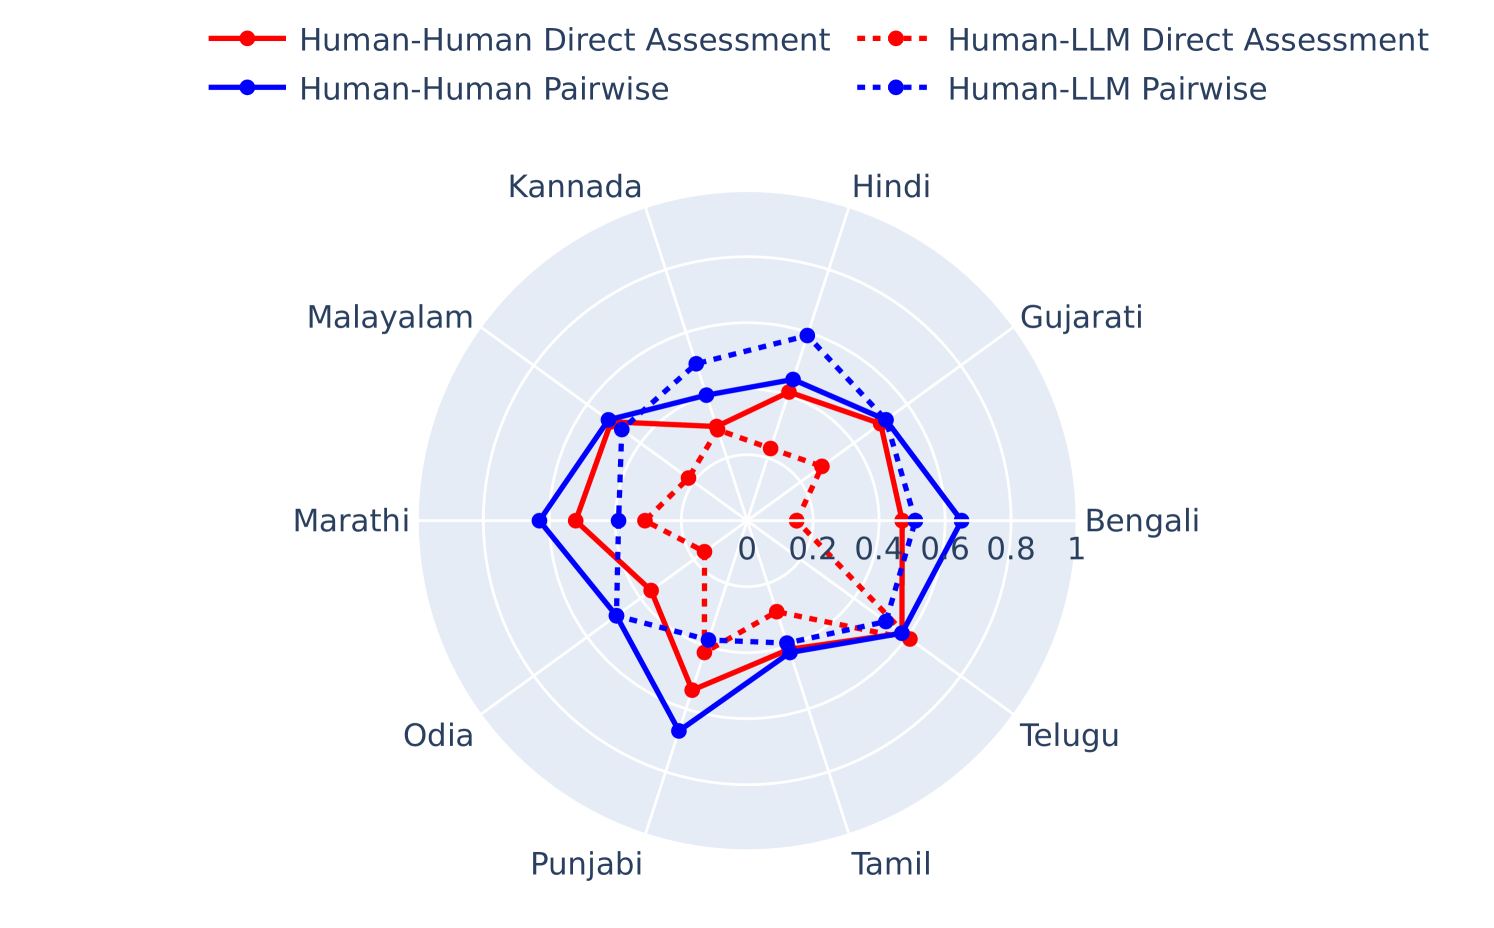 Human-Human Direct Assessment Human-LLM Direct Assessment
Human-Human Pairwise Human-LLM Pairwise
Kannada Hindi
Malayalam Gujarati
Marathi Bengali
0 0.2 0.4 0.6 0.8 1
Odia Telugu
Punjabi Tamil